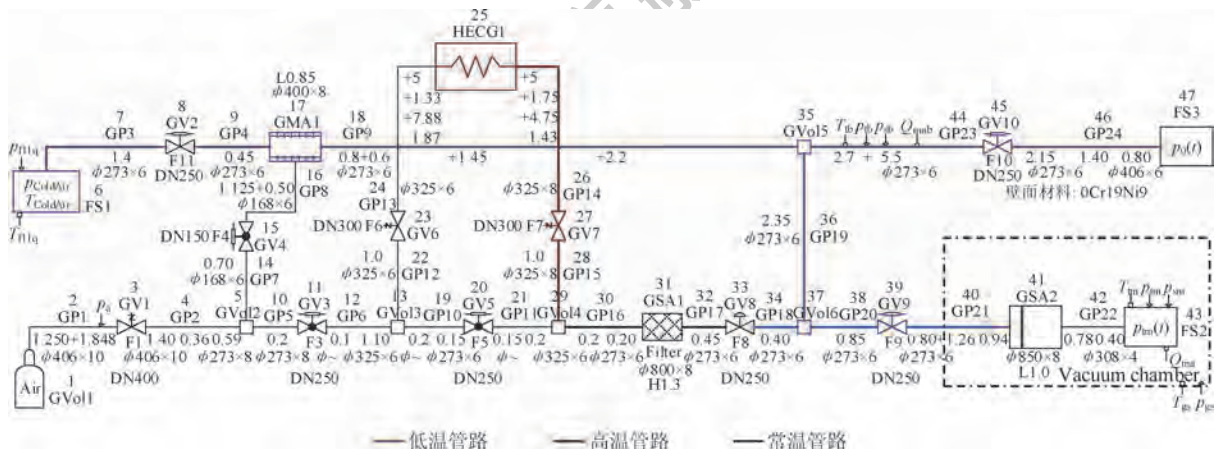 25
HECG1
L0.85
φ400×8
17
GMA1
+5
+1.33
+7.88
1.87
+5
+1.75
+4.75
1.43
7
GP3
8
GV2
9
GP4
18
GP9
35
GVol5
44
GP23
45
GV10
46
GP24
47
FS3
p₀(t)
1.4
φ273×6
F11
DN250
0.45
φ273×6
0.8+0.6
φ273×6
+1.45
+2.2
2.7 + 5.5
φ273×6
F10
DN250
2.15
φ273×6
1.40
0.80
φ406×6
壁面材料: 0Cr19Ni9
pColdAir
TColdAir
6
FS1
16
GP8
1.125+0.50
φ168×6
DN150 F4
15
GV4
14
GP7
0.70
φ168×6
24
GP13
φ325×6
DN300 F6
23
GV6
22
GP12
1.0
φ325×6
26
GP14
φ325×8
DN300 F7
27
GV7
28
GP15
1.0
φ325×8
2.35
φ273×6
36
GP19
2
GP1
3
GV1
4
GP2
5
GVol2
10
GP5
11
GV3
12
GP6
13
GVol3
19
GP10
20
GV5
21
GP11
29
GVol4
30
GP16
31
GSA1
32
GP17
33
GV8
34
GP18
37
GVol6
38
GP20
39
GV9
40
GP21
41
GSA2
42
GP22
43
FS2
ptm(t)
1.250+1.848
φ406×10
F1
DN400
1.40
φ406×10
0.36
0.59
φ273×8
0.2
φ273×8
F3
DN250
0.1
φ~
1.10
φ325×6
0.2
φ~
0.15
φ273×6
F5
DN250
0.15
φ~
0.2
φ325×6
0.2
0.20
φ273×6
Filter
φ800×8
H1.3
0.45
φ273×6
F8
DN250
0.40
φ273×6
0.85
φ273×6
F9
DN250
0.80
φ273×6
1.26
0.94
φ850×8
L1.0
0.78
0.40
φ308×4
Vacuum chamber
Air
1
GVol1
低温管路
高温管路
常温管路